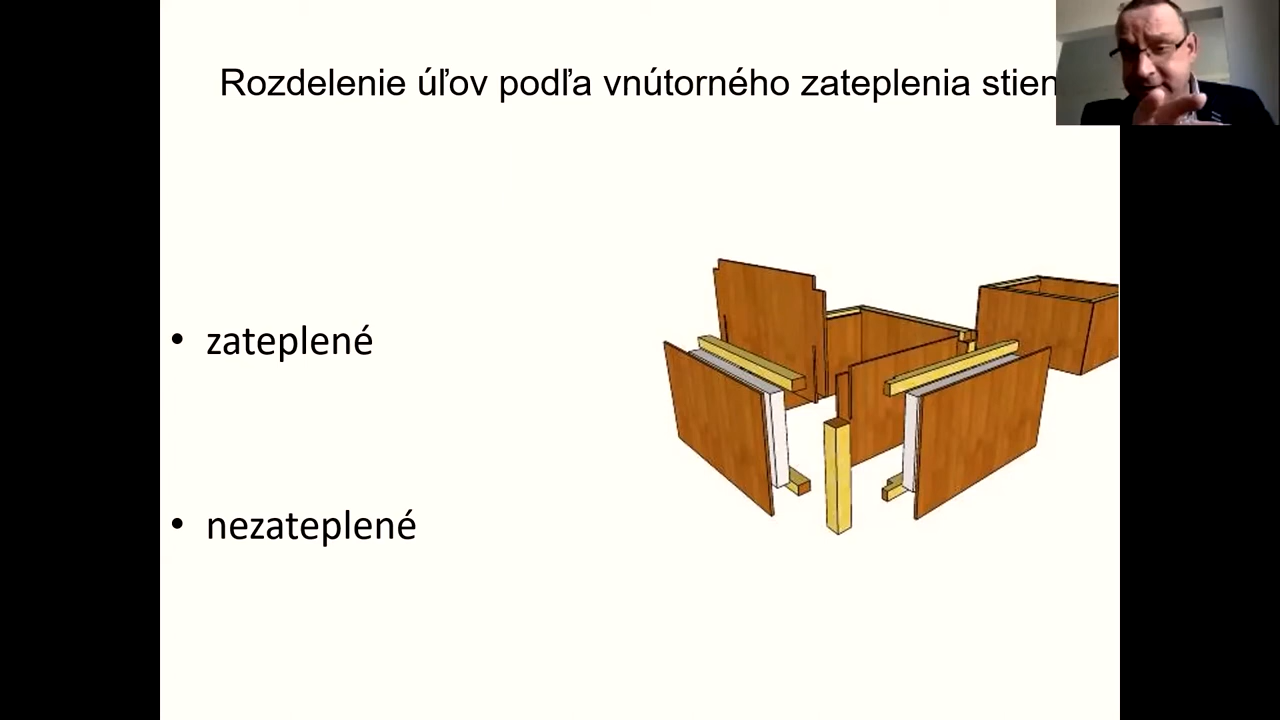 Rozdelenie úľov podľa vnútorného zateplenia stien
• zateplené
• nezateplené